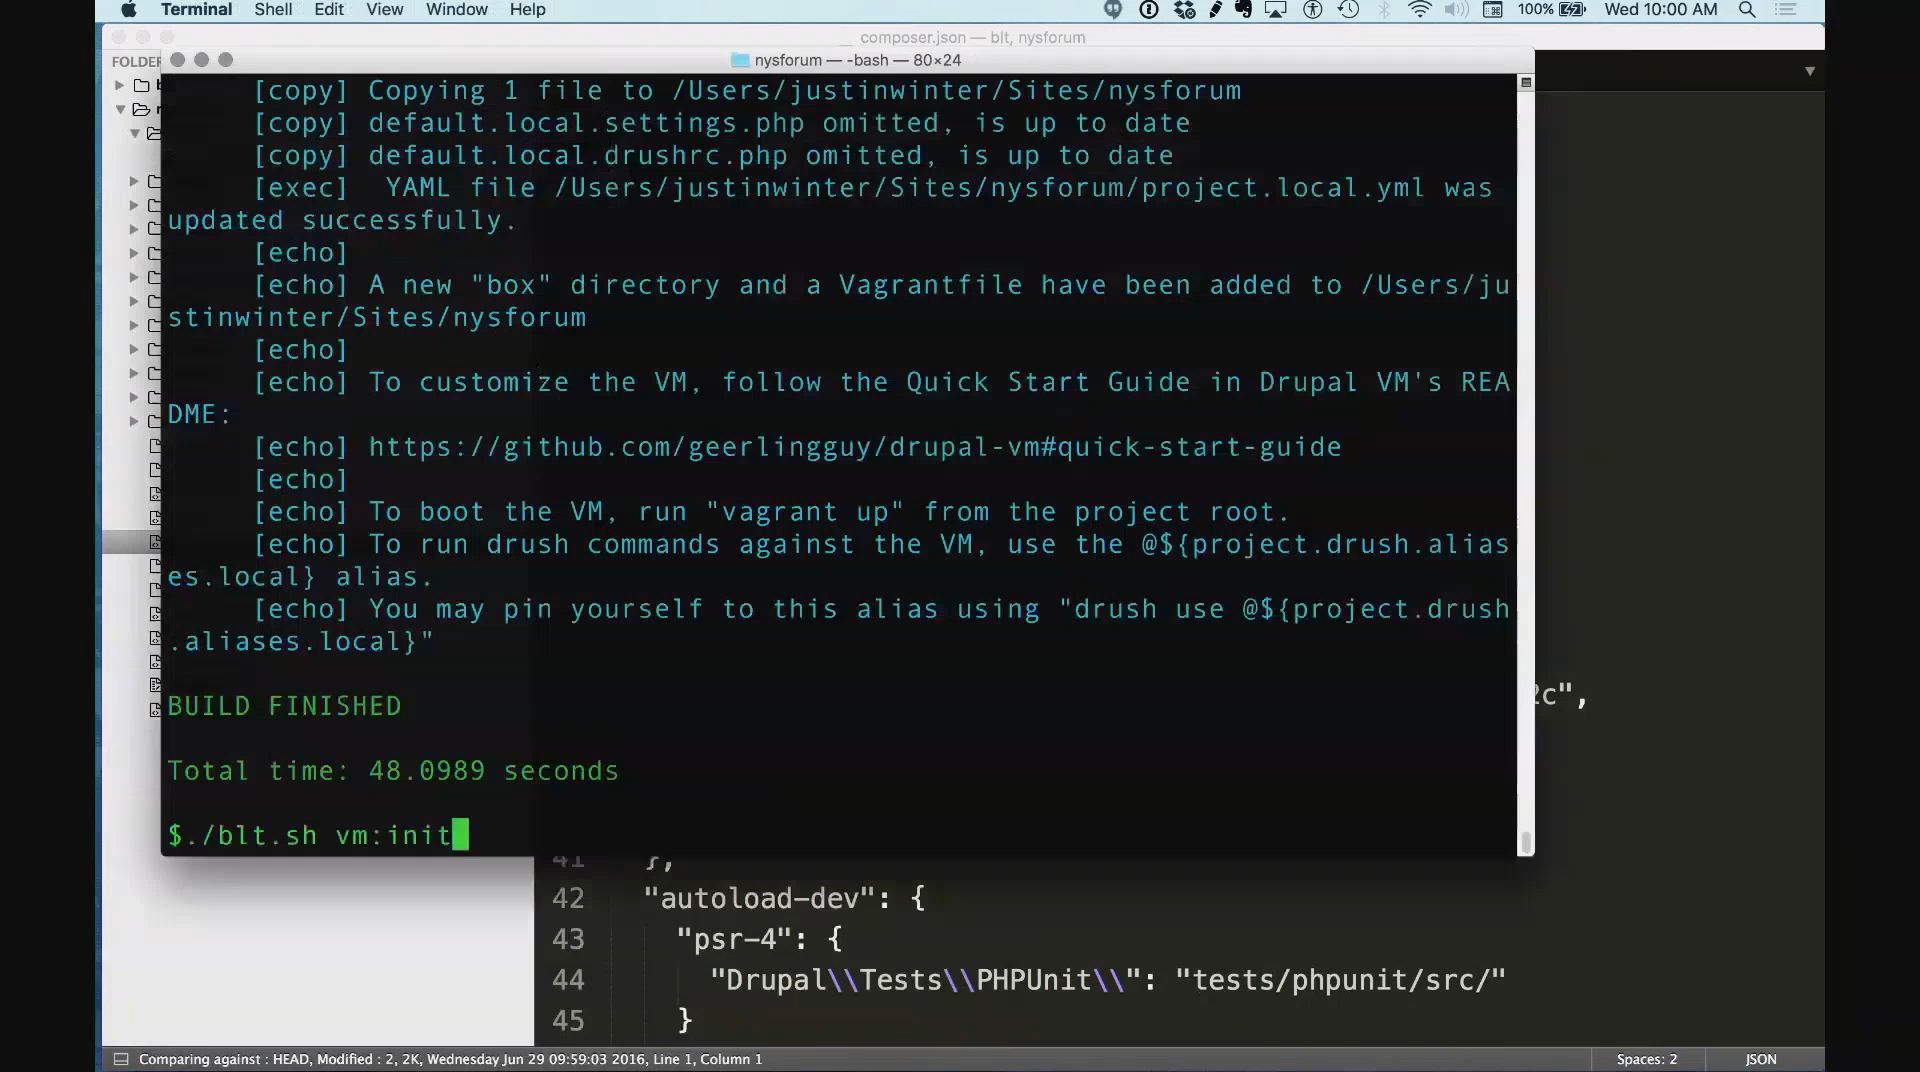 Terminal Shell Edit View Window Help 100% Wed 10:00 AM
composer.json — blt, nysforum
FOLDER
nysforum — -bash — 80×24
[copy] Copying 1 file to /Users/justinwinter/Sites/nysforum
[copy] default.local.settings.php omitted, is up to date
[copy] default.local.drushrc.php omitted, is up to date
[exec] YAML file /Users/justinwinter/Sites/nysforum/project.local.yml was
updated successfully.
[echo]
[echo] A new "box" directory and a Vagrantfile have been added to /Users/ju
stinwinter/Sites/nysforum
[echo]
[echo] To customize the VM, follow the Quick Start Guide in Drupal VM's REA
DME:
[echo] https://github.com/geerlingguy/drupal-vm#quick-start-guide
[echo]
[echo] To boot the VM, run "vagrant up" from the project root.
[echo] To run drush commands against the VM, use the @${project.drush.alias
es.local} alias.
[echo] You may pin yourself to this alias using "drush use @${project.drush
.aliases.local}"
BUILD FINISHED
2c",
Total time: 48.0989 seconds
$./blt.sh vm:init
41 },
42 "autoload-dev": {
43 "psr-4": {
44 "Drupal\\Tests\\PHPUnit\\": "tests/phpunit/src/"
45 }
Comparing against : HEAD, Modified : 2, 2K, Wednesday Jun 29 09:59:03 2016, Line 1, Column 1 Spaces: 2 JSON